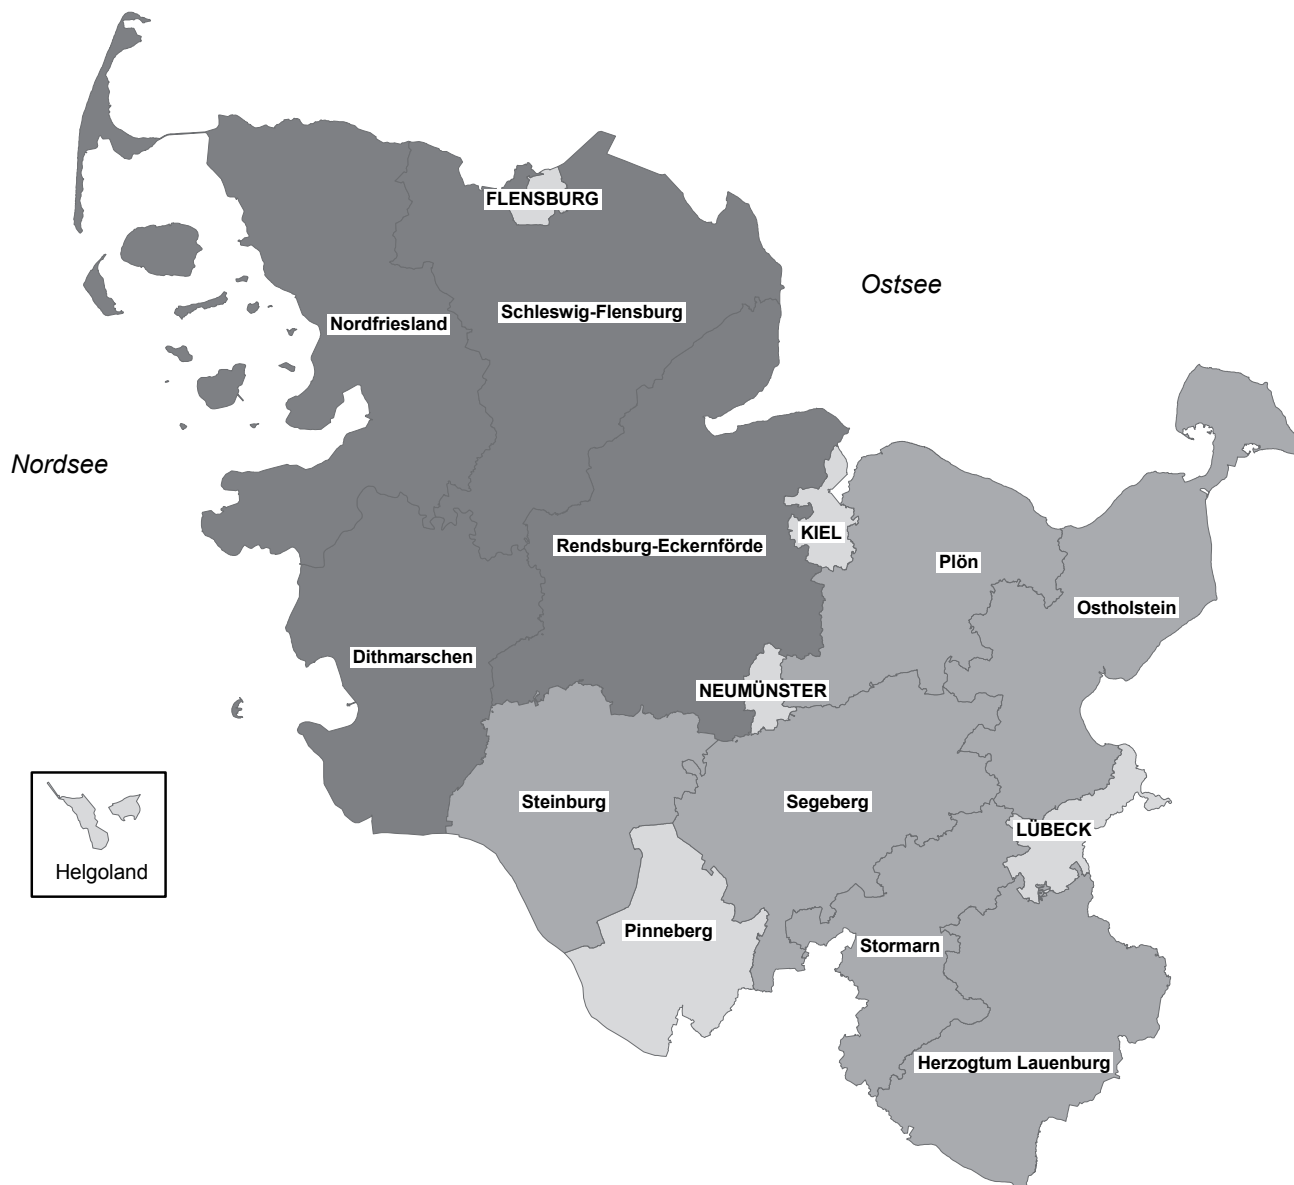 FLENSBURG
Ostsee
Schleswig-Flensburg
Nordfriesland
Nordsee
KIEL
Rendsburg-Eckernförde
Plön
Ostholstein
Dithmarschen
NEUMÜNSTER
Steinburg
Segeberg
LÜBECK
Helgoland
Pinneberg
Stormarn
Herzogtum Lauenburg